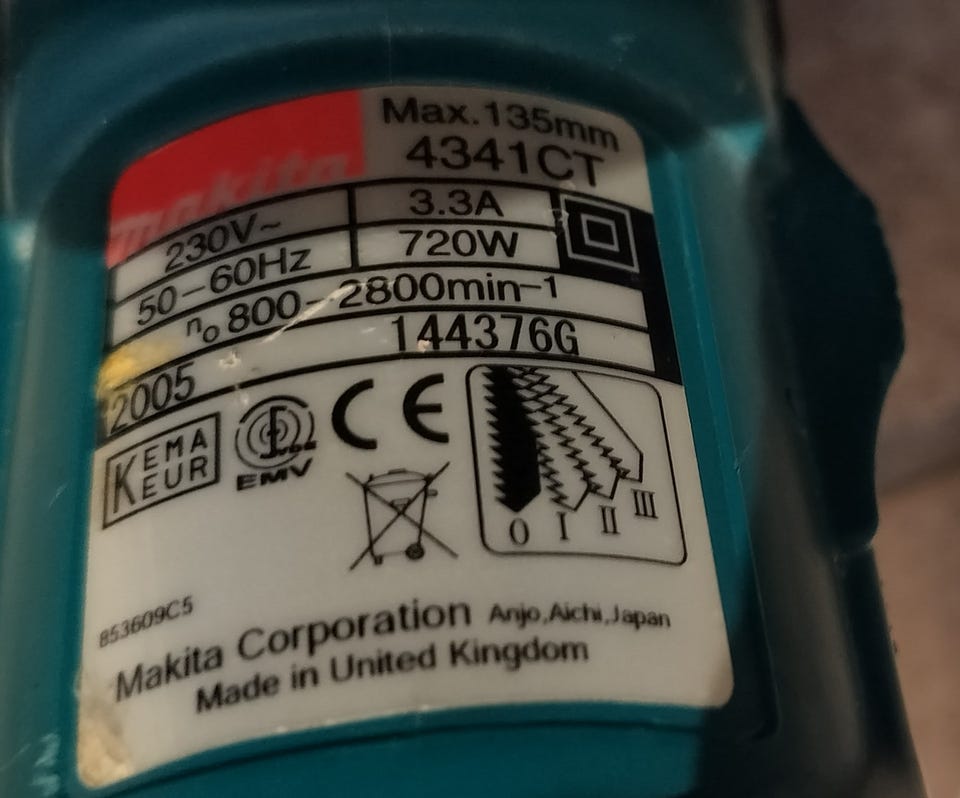 makita
Max.135mm
4341CT
230V~
3.3A
50-60Hz
720W
no 800-2800min-1
144376G
2005
KEMA
EUR
EMV
CE
0 I II III
853609C5
Makita Corporation Anjo,Aichi,Japan
Made in United Kingdom